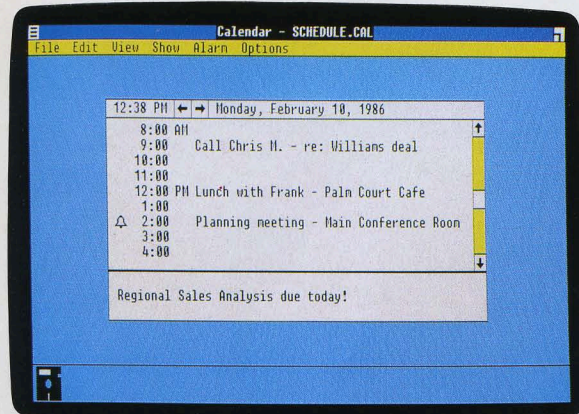 Calendar - SCHEDULE.CAL
File Edit View Show Alarm Options
12:38 PM ← → Monday, February 10, 1986
8:00 AM
9:00 Call Chris M. - re: Williams deal
10:00
11:00
12:00 PM Lunch with Frank - Palm Court Cafe
1:00
2:00 Planning meeting - Main Conference Room
3:00
4:00
Regional Sales Analysis due today!